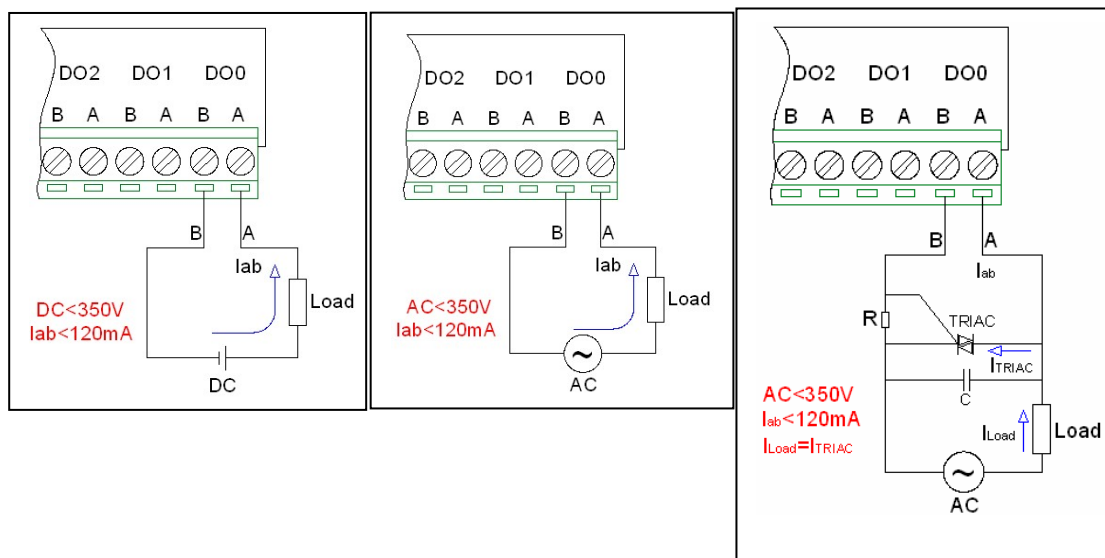 DO2 DO1 DO0
B A B A B A
B A
Iab
Load
DC<350V
Iab<120mA
DC
DO2 DO1 DO0
B A B A B A
B A
Iab
Load
AC<350V
Iab<120mA
AC
DO2 DO1 DO0
B A B A B A
B A
Iab
R
TRIAC
ITRIAC
C
AC<350V
Iab<120mA
ILoad=ITRIAC
ILoad
Load
AC